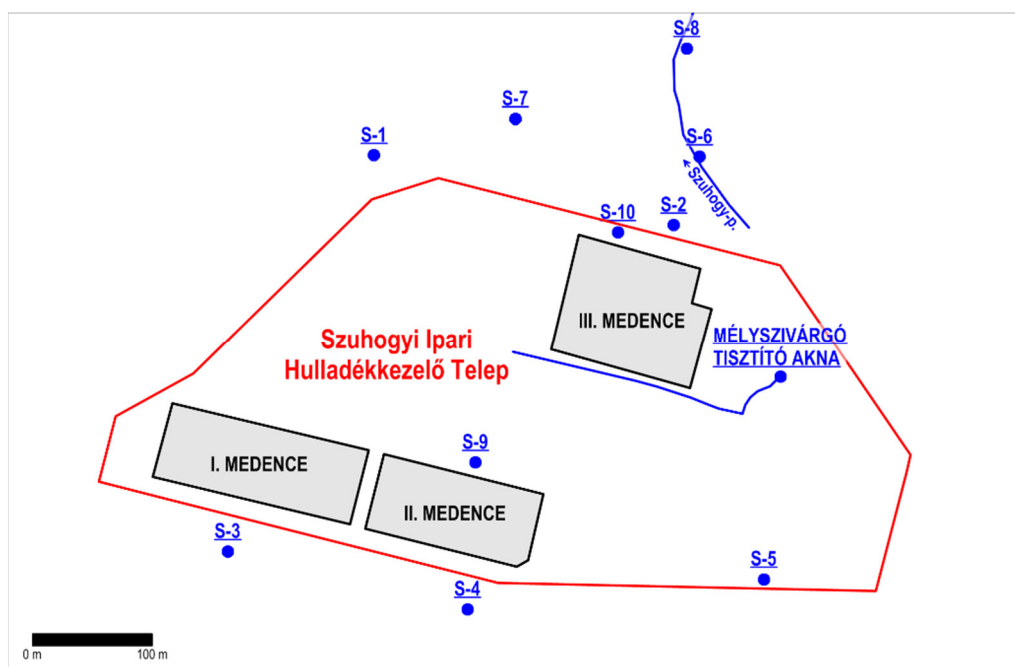 S-8
S-7
S-1
S-6
Szuhogy-p.
S-2
S-10
III. MEDENCE
MÉLYSZIVÁRGÓ
TISZTÍTÓ AKNA
Szuhogyi Ipari
Hulladékkezelő Telep
S-9
I. MEDENCE
II. MEDENCE
S-3
S-5
S-4
0 m
100 m